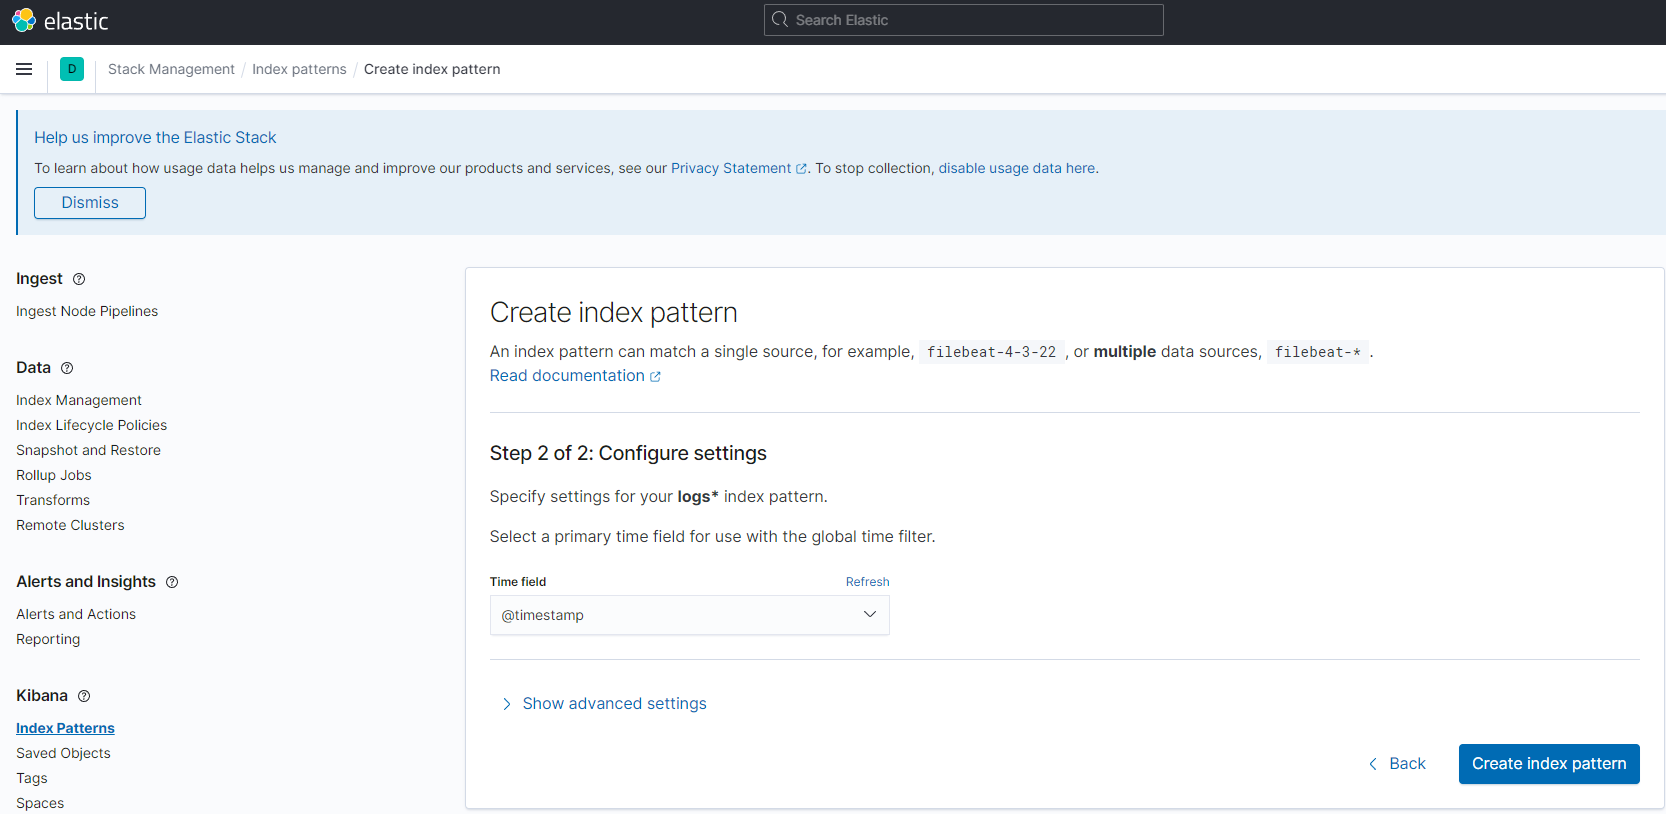 elastic
Search Elastic
D
Stack Management / Index patterns / Create index pattern
Help us improve the Elastic Stack
To learn about how usage data helps us manage and improve our products and services, see our Privacy Statement. To stop collection, disable usage data here.
Dismiss
Ingest
Ingest Node Pipelines
Data
Index Management
Index Lifecycle Policies
Snapshot and Restore
Rollup Jobs
Transforms
Remote Clusters
Alerts and Insights
Alerts and Actions
Reporting
Kibana
Index Patterns
Saved Objects
Tags
Spaces
Create index pattern
An index pattern can match a single source, for example, filebeat-4-3-22 , or multiple data sources, filebeat-* .
Read documentation
Step 2 of 2: Configure settings
Specify settings for your logs* index pattern.
Select a primary time field for use with the global time filter.
Time field
Refresh
@timestamp
Show advanced settings
Back
Create index pattern